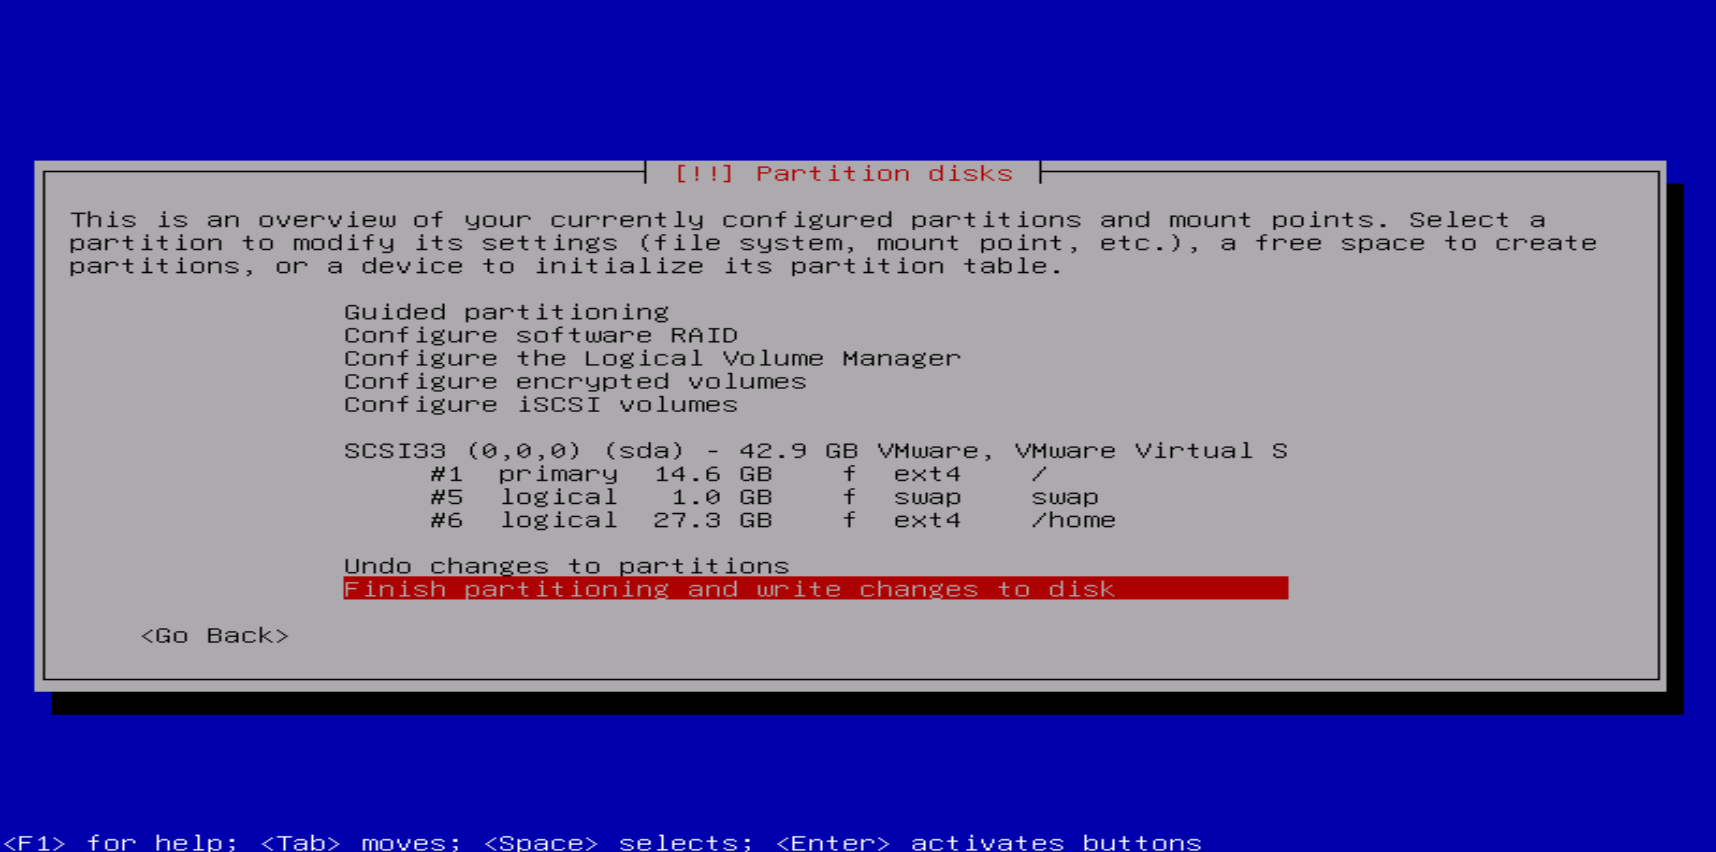 [!!] Partition disks
This is an overview of your currently configured partitions and mount points. Select a
partition to modify its settings (file system, mount point, etc.), a free space to create
partitions, or a device to initialize its partition table.
Guided partitioning
Configure software RAID
Configure the Logical Volume Manager
Configure encrypted volumes
Configure iSCSI volumes
SCSI33 (0,0,0) (sda) - 42.9 GB VMware, VMware Virtual S
#1 primary 14.6 GB f ext4 /
#5 logical 1.0 GB f swap swap
#6 logical 27.3 GB f ext4 /home
Undo changes to partitions
Finish partitioning and write changes to disk
<Go Back>
<F1> for help; <Tab> moves; <Space> selects; <Enter> activates buttons